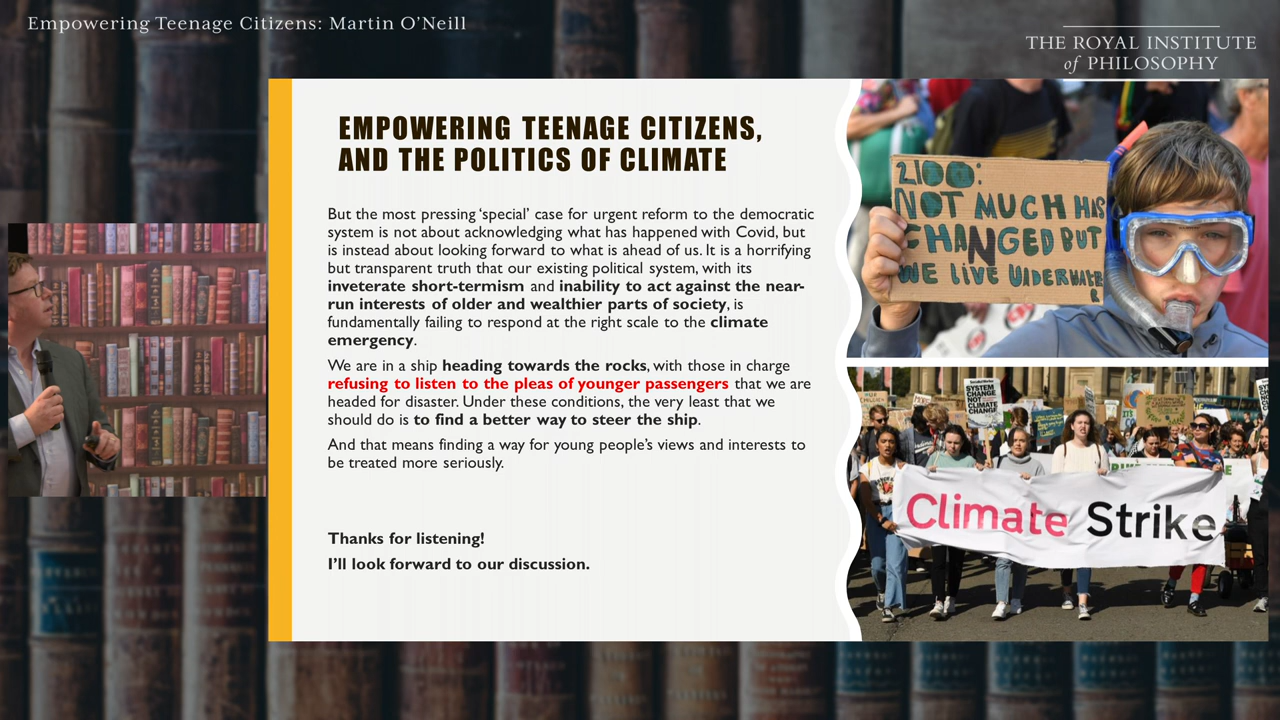 Empowering Teenage Citizens: Martin O’Neill
THE ROYAL INSTITUTE
of PHILOSOPHY
EMPOWERING TEENAGE CITIZENS,
AND THE POLITICS OF CLIMATE
But the most pressing ‘special’ case for urgent reform to the democratic
system is not about acknowledging what has happened with Covid, but
is instead about looking forward to what is ahead of us. It is a horrifying
but transparent truth that our existing political system, with its
inveterate short-termism and inability to act against the near-
run interests of older and wealthier parts of society, is
fundamentally failing to respond at the right scale to the climate
emergency.
We are in a ship heading towards the rocks, with those in charge
refusing to listen to the pleas of younger passengers that we are
headed for disaster. Under these conditions, the very least that we
should do is to find a better way to steer the ship.
And that means finding a way for young people’s views and interests to
be treated more seriously.
Thanks for listening!
I’ll look forward to our discussion.
2100:
NOT MUCH HAS
CHANGED BUT
WE LIVE UNDERWATER
SYSTEM
CHANGE
NOT
CLIMATE
CHANGE
Climate Strike